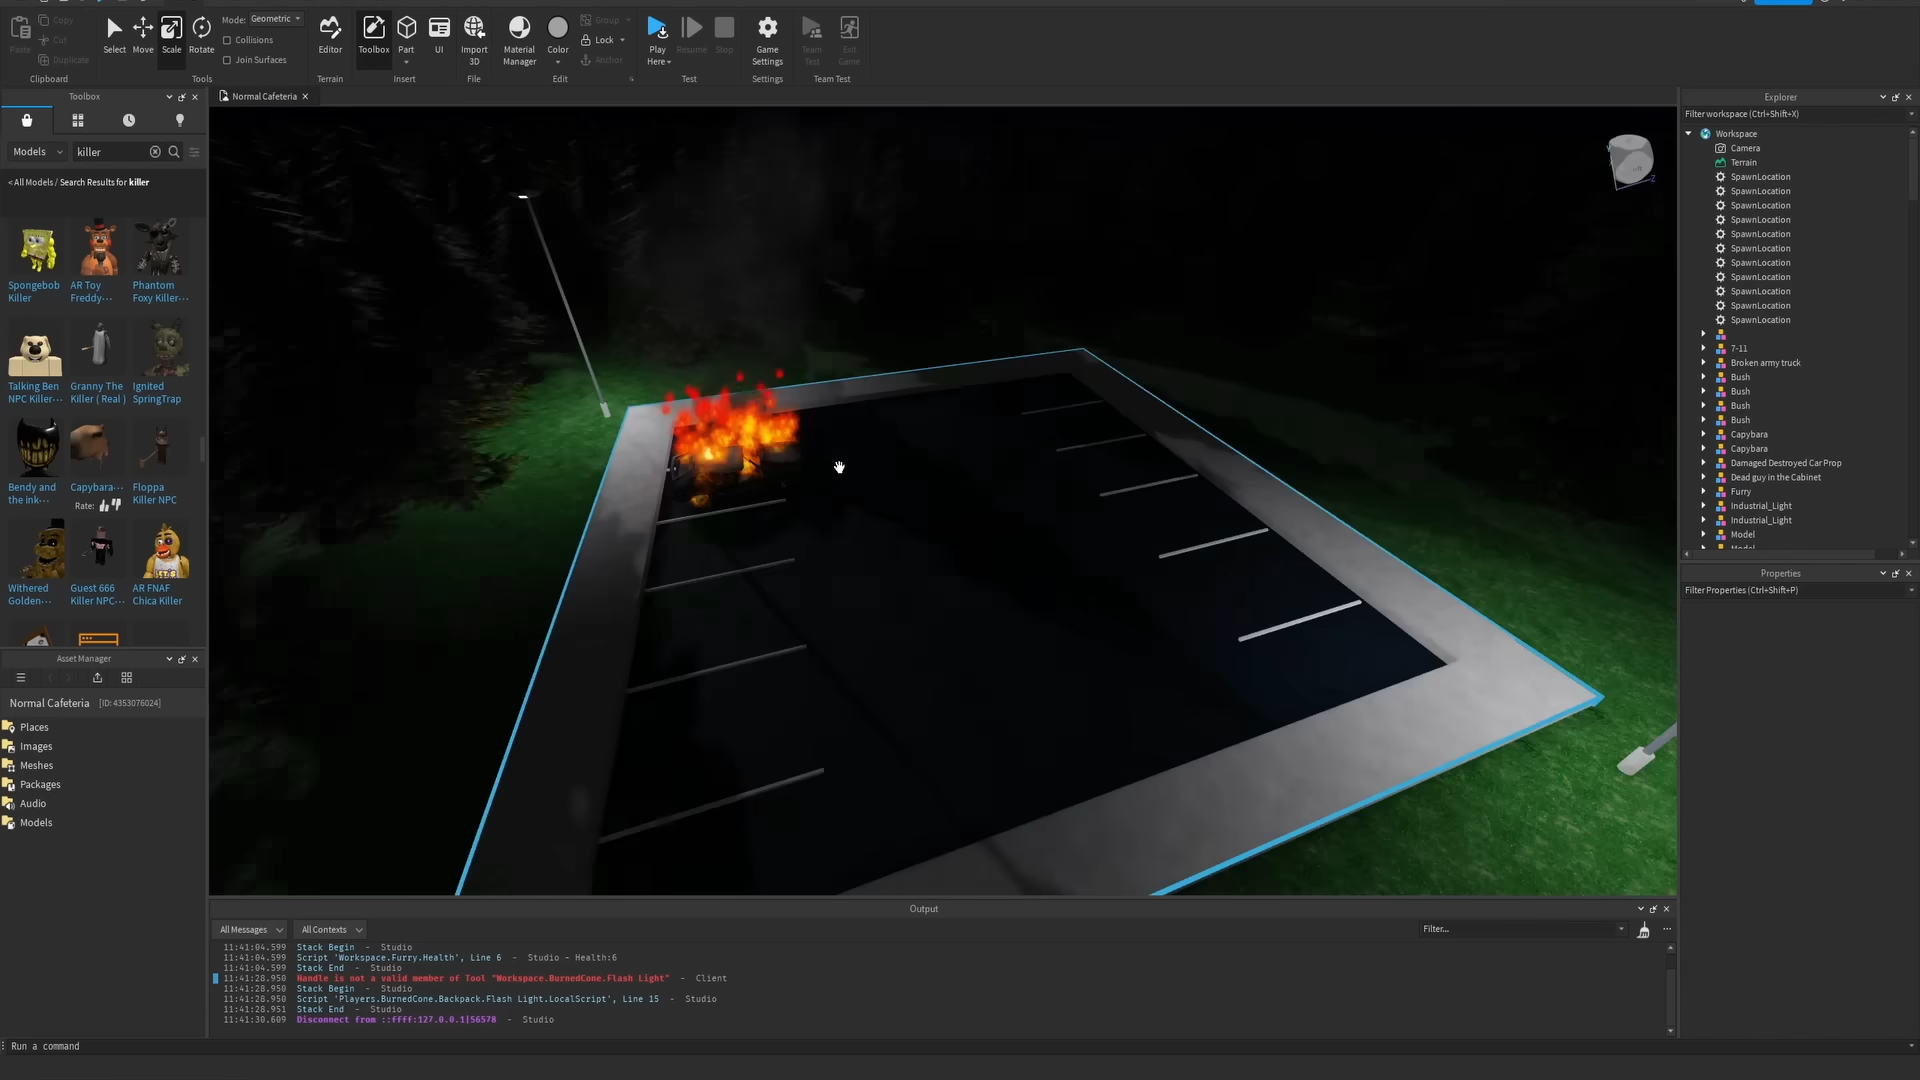 Paste
Copy
Cut
Duplicate
Clipboard
Select
Move
Scale
Rotate
Mode:
Geometric
Collisions
Join Surfaces
Tools
Editor
Terrain
Toolbox
Part
UI
Insert
Import
3D
File
Material
Manager
Color
Group
Lock
Anchor
Edit
Play
Here
Resume
Stop
Test
Game
Settings
Settings
Team
Test
Exit
Game
Team Test
Toolbox
Normal Cafeteria
Explorer
Models
killer
< All Models / Search Results for killer
Spongebob
Killer
AR Toy
Freddy...
Phantom
Foxy Killer...
Talking Ben
NPC Killer...
Granny The
Killer ( Real )
Ignited
SpringTrap
Bendy and
the ink...
Capybara...
Rate:
Floppa
Killer NPC
Withered
Golden...
Guest 666
Killer NPC...
AR FNAF
Chica Killer
Asset Manager
Normal Cafeteria [ID: 4353076024]
Places
Images
Meshes
Packages
Audio
Models
Filter workspace (Ctrl+Shift+X)
Workspace
Camera
Terrain
SpawnLocation
SpawnLocation
SpawnLocation
SpawnLocation
SpawnLocation
SpawnLocation
SpawnLocation
SpawnLocation
SpawnLocation
SpawnLocation
SpawnLocation
7-11
Broken army truck
Bush
Bush
Bush
Bush
Capybara
Capybara
Damaged Destroyed Car Prop
Dead guy in the Cabinet
Furry
Industrial_Light
Industrial_Light
Model
Model
Properties
Filter Properties (Ctrl+Shift+P)
Output
All Messages
All Contexts
Filter...
11:41:04.599 Stack Begin - Studio
11:41:04.599 Script 'Workspace.Furry.Health', Line 6 - Studio - Health:6
11:41:04.599 Stack End - Studio
11:41:28.950 Handle is not a valid member of Tool "Workspace.BurnedCone.Flash Light" - Client
11:41:28.950 Stack Begin - Studio
11:41:28.950 Script 'Players.BurnedCone.Backpack.Flash Light.LocalScript', Line 15 - Studio
11:41:28.951 Stack End - Studio
11:41:30.609 Disconnect from ::ffff:127.0.0.1|56578 - Studio
Run a command